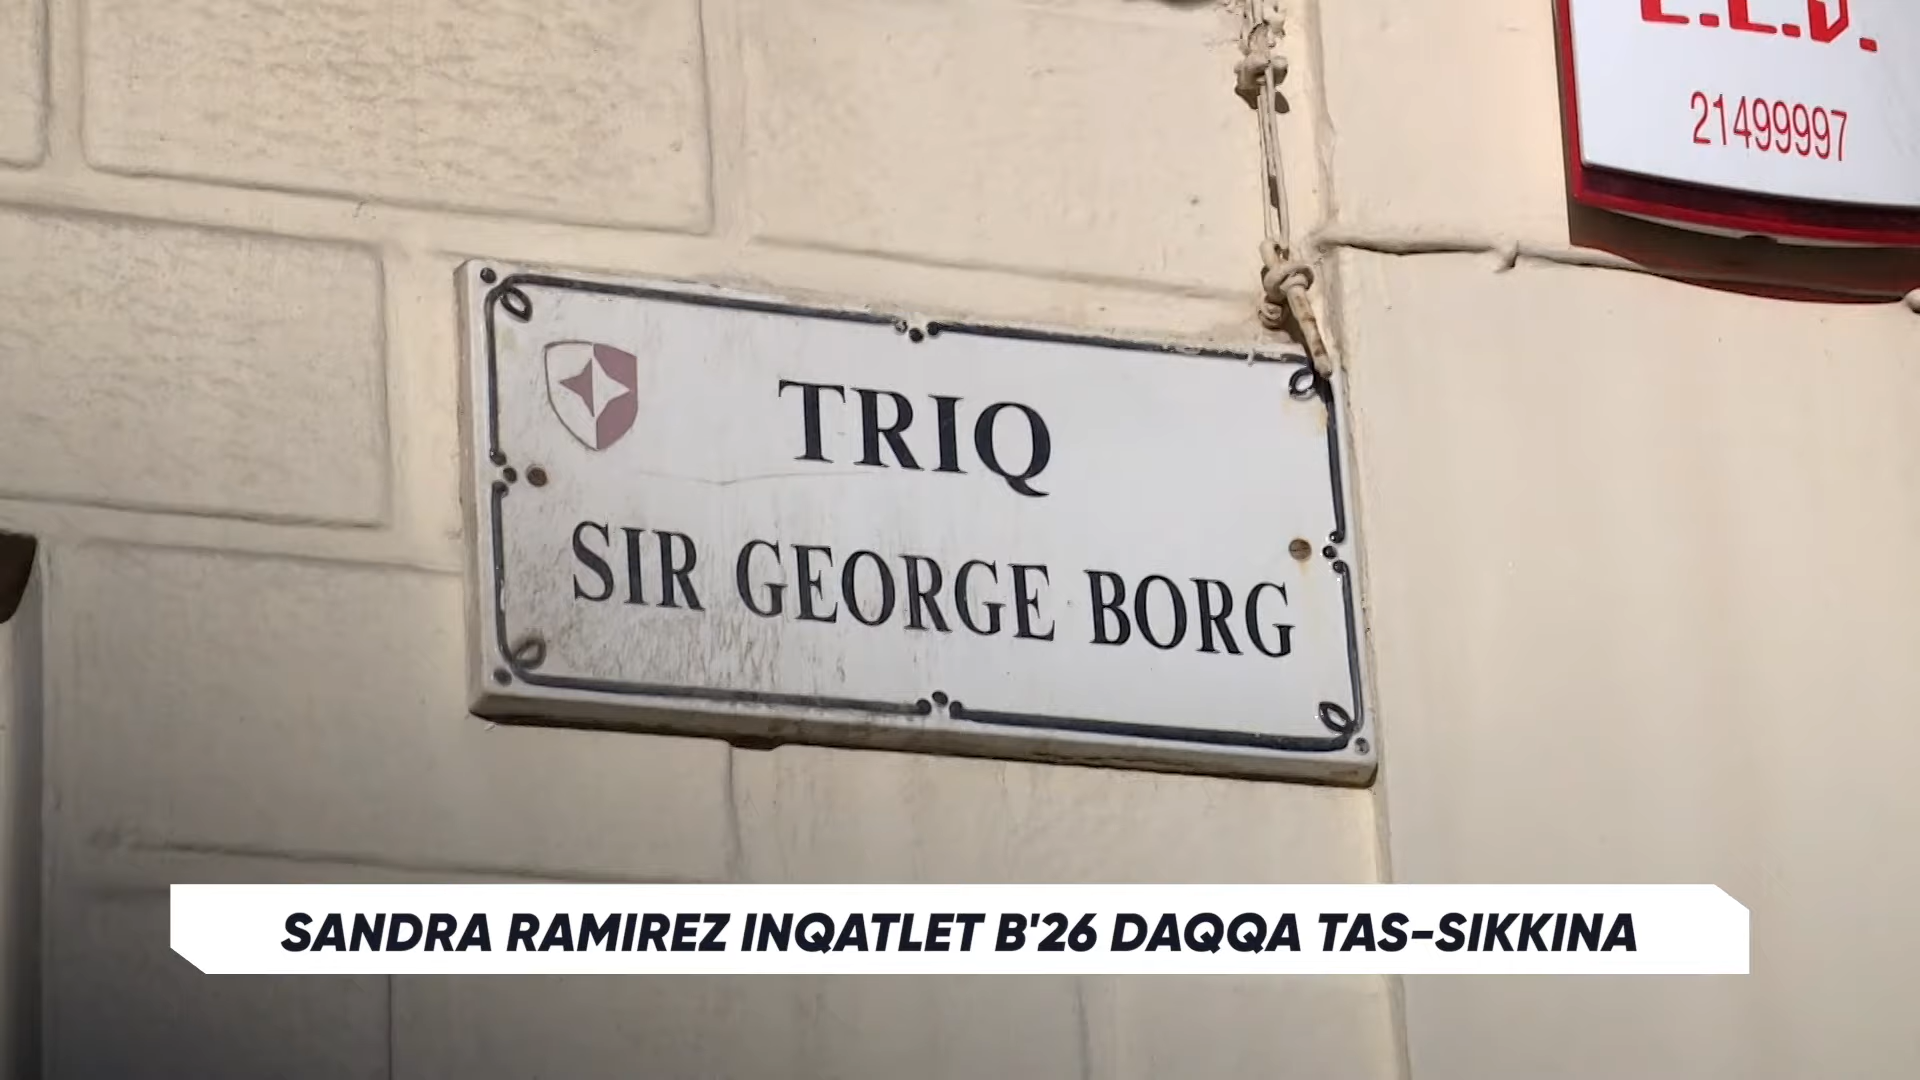 21499997
TRIQ
SIR GEORGE BORG
SANDRA RAMIREZ INQATLET B'26 DAQQA TAS-SIKKINA